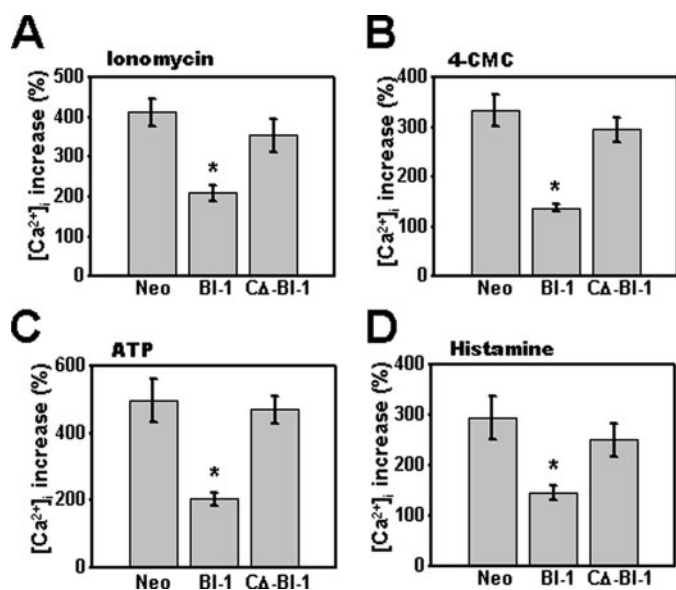 A
Ionomycin
[Ca²⁺]ᵢ increase (%)
500
400
300
200
100
0
*
Neo BI-1 CΔ-BI-1
B
4-CMC
[Ca²⁺]ᵢ increase (%)
400
300
200
100
0
*
Neo BI-1 CΔ-BI-1
C
ATP
[Ca²⁺]ᵢ increase (%)
600
400
200
0
*
Neo BI-1 CΔ-BI-1
D
Histamine
[Ca²⁺]ᵢ increase (%)
400
300
200
100
0
*
Neo BI-1 CΔ-BI-1